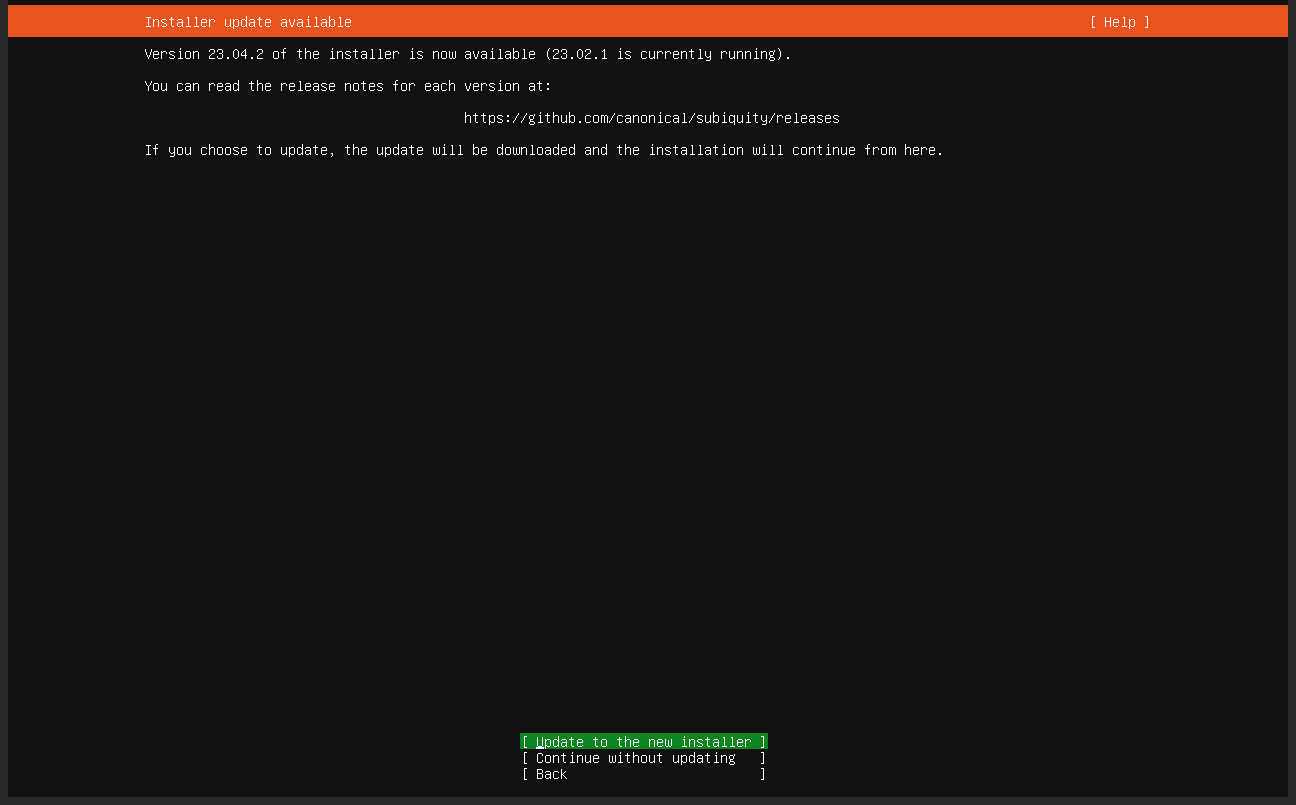 Installer update available [ Help ]
Version 23.04.2 of the installer is now available (23.02.1 is currently running).
You can read the release notes for each version at:
https://github.com/canonical/subiquity/releases
If you choose to update, the update will be downloaded and the installation will continue from here.
[ Update to the new installer ]
[ Continue without updating ]
[ Back ]